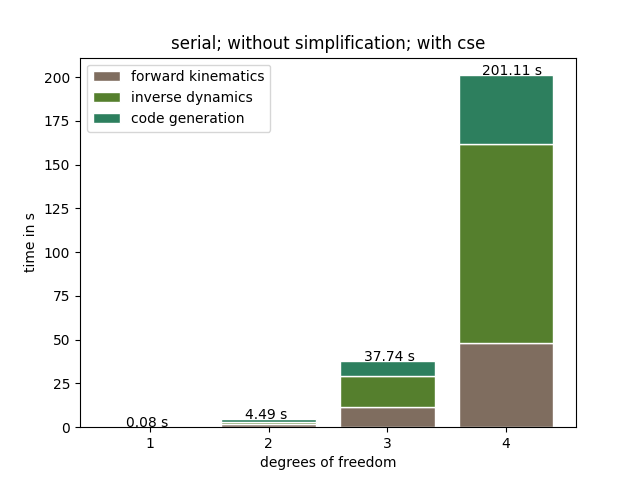 serial; without simplification; with cse
forward kinematics
inverse dynamics
code generation
201.11 s
37.74 s
4.49 s
0.08 s
200
175
150
125
100
75
50
25
0
time in s
1 2 3 4
degrees of freedom